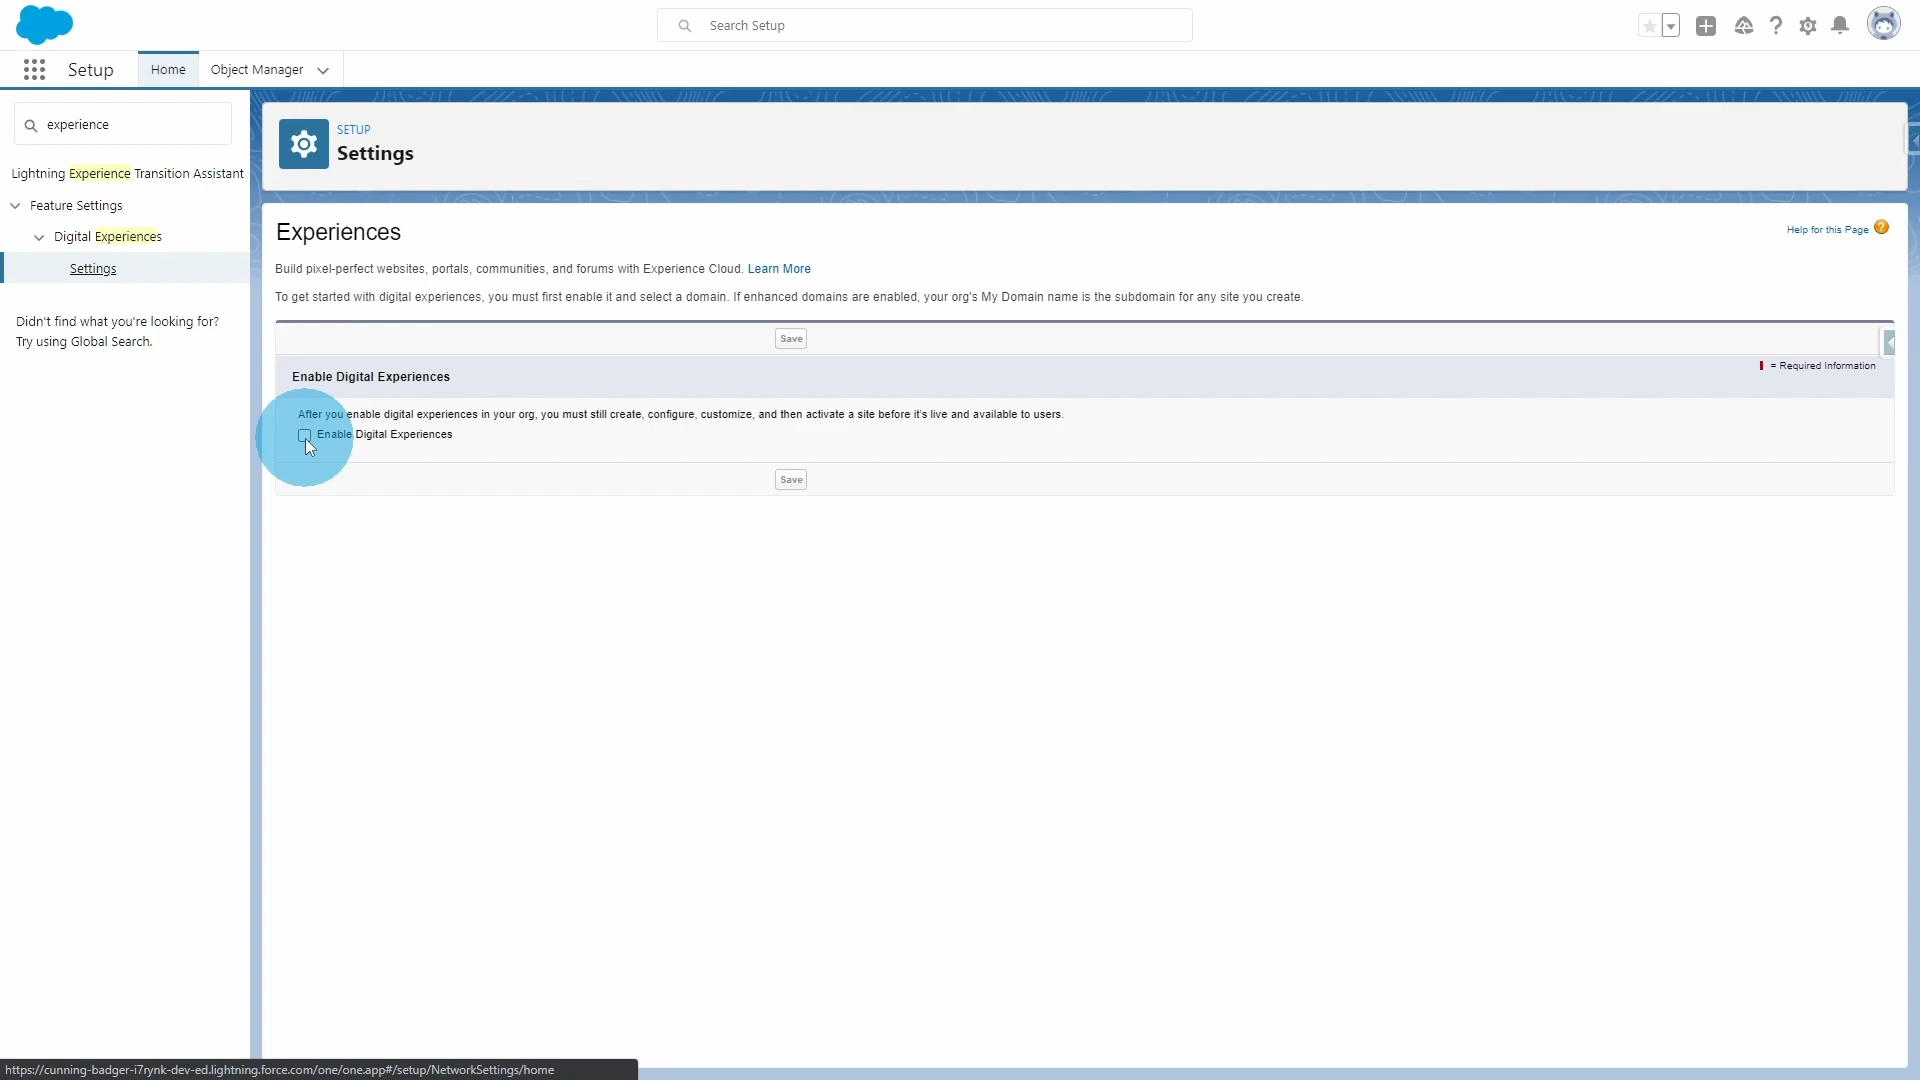 Search Setup
Setup
Home
Object Manager
experience
Lightning Experience Transition Assistant
Feature Settings
Digital Experiences
Settings
Didn't find what you're looking for?
Try using Global Search.
SETUP
Settings
Experiences
Help for this Page ?
Build pixel-perfect websites, portals, communities, and forums with Experience Cloud. Learn More
To get started with digital experiences, you must first enable it and select a domain. If enhanced domains are enabled, your org's My Domain name is the subdomain for any site you create.
Save
Enable Digital Experiences
= Required Information
After you enable digital experiences in your org, you must still create, configure, customize, and then activate a site before it's live and available to users.
Enable Digital Experiences
Save
https://cunning-badger-i7rynk-dev-ed.lightning.force.com/one/one.app#/setup/NetworkSettings/home